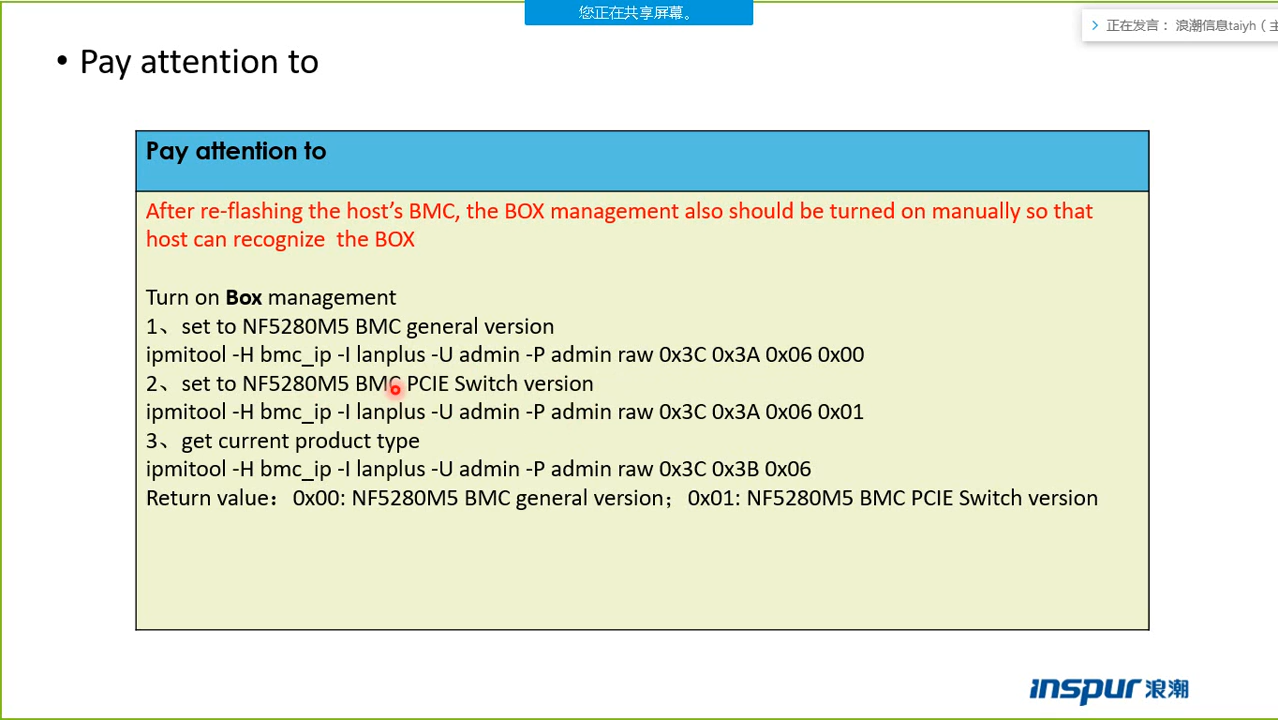 您正在共享屏幕。
正在发言： 浪潮信息taiyh（主
• Pay attention to
Pay attention to
After re-flashing the host’s BMC, the BOX management also should be turned on manually so that
host can recognize the BOX
Turn on Box management
1、set to NF5280M5 BMC general version
ipmitool -H bmc_ip -I lanplus -U admin -P admin raw 0x3C 0x3A 0x06 0x00
2、set to NF5280M5 BMC PCIE Switch version
ipmitool -H bmc_ip -I lanplus -U admin -P admin raw 0x3C 0x3A 0x06 0x01
3、get current product type
ipmitool -H bmc_ip -I lanplus -U admin -P admin raw 0x3C 0x3B 0x06
Return value：0x00: NF5280M5 BMC general version；0x01: NF5280M5 BMC PCIE Switch version
inspur 浪潮